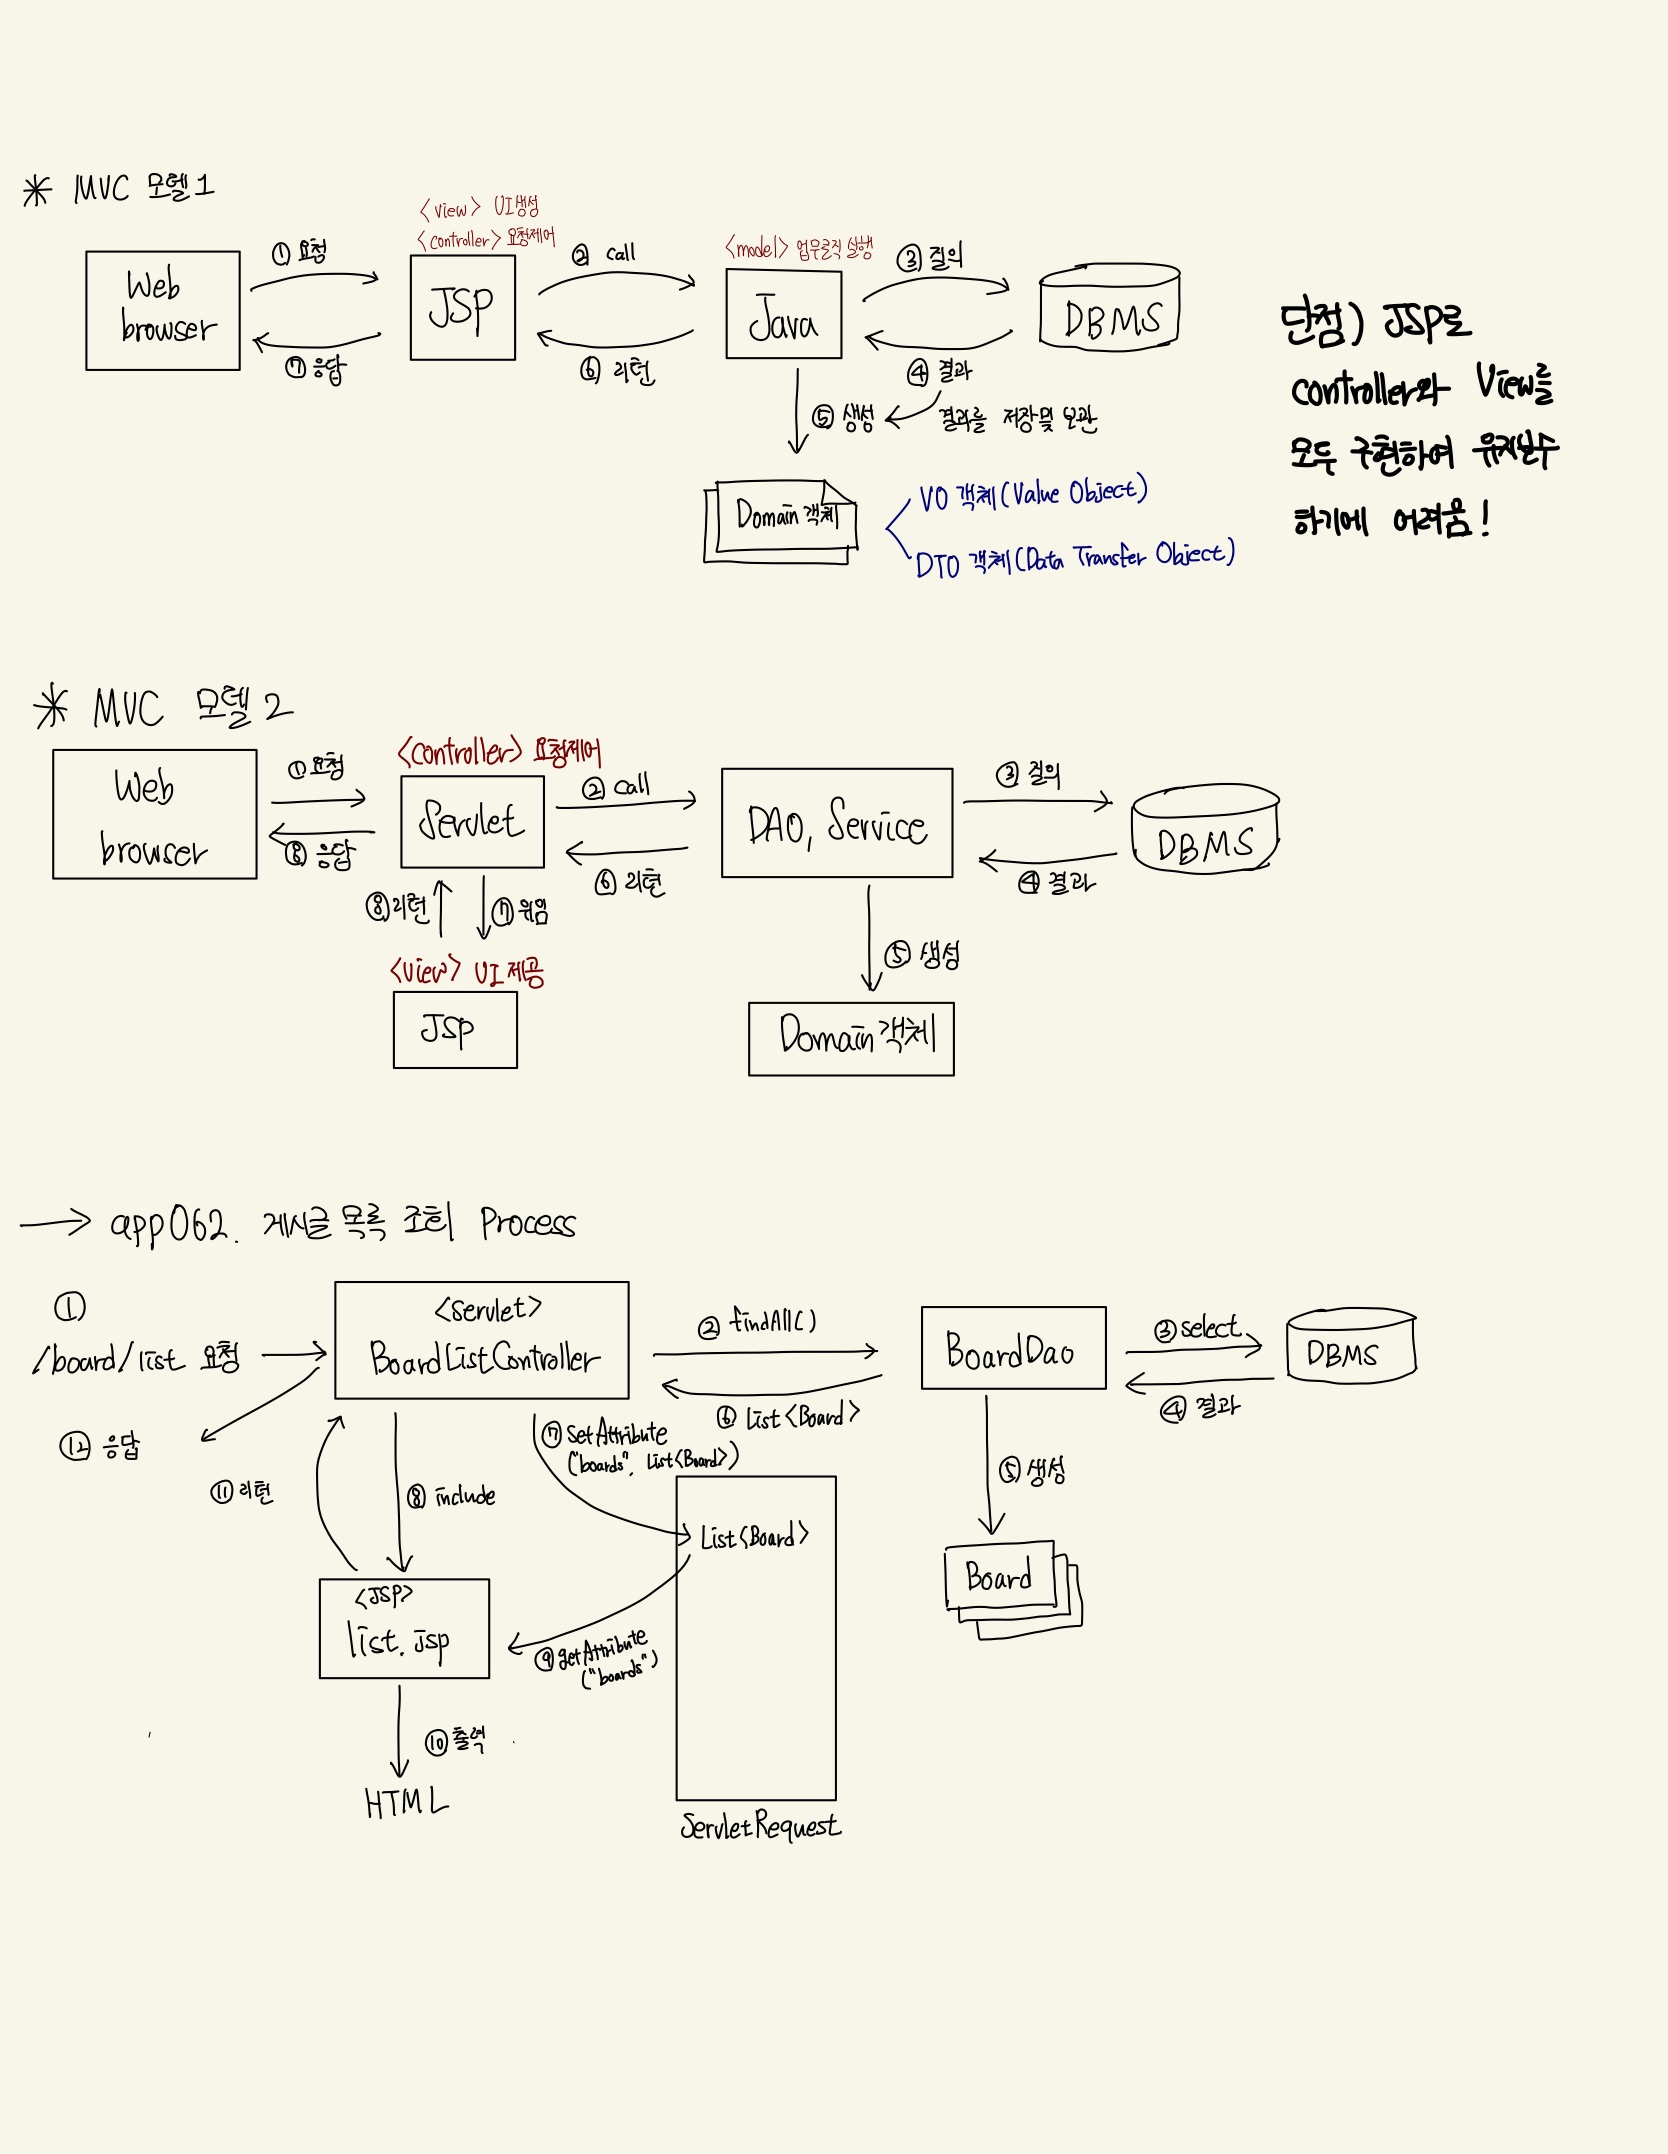 * MVC 모델1
<view> UI생성
<controller> 요청제어
<model> 업무로직 실행
① 요청
② call
③ 질의
Web
browser
JSP
Java
DBMS
⑦ 응답
⑥ 리턴
④ 결과
⑤ 생성
결과를 저장및 보관
Domain 객체
VO 객체(Value Object)
DTO 객체(Data Transfer Object)
단점) JSP로
controller와 View를
모두 구현하여 유지보수
하기에 어려움!
* MVC 모델2
<controller> 요청제어
① 요청
② call
③ 질의
Web
browser
Servlet
DAO, Service
DBMS
⑧ 응답
⑥ 리턴
④ 결과
⑧ 리턴
⑦ 위임
⑤ 생성
<view> UI 제공
JSP
Domain 객체
→ app062. 게시글 목록 조회 Process
①
/board/list 요청
<Servlet>
BoardListController
② findAll()
BoardDao
③ select
DBMS
④ 결과
⑥ List<Board>
⑫ 응답
⑦ setAttribute
("boards", List<Board>)
⑪ 리턴
⑧ include
⑤ 생성
List<Board>
Board
<JSP>
list.jsp
⑨ getAttribute
("boards")
⑩ 출력
HTML
ServletRequest